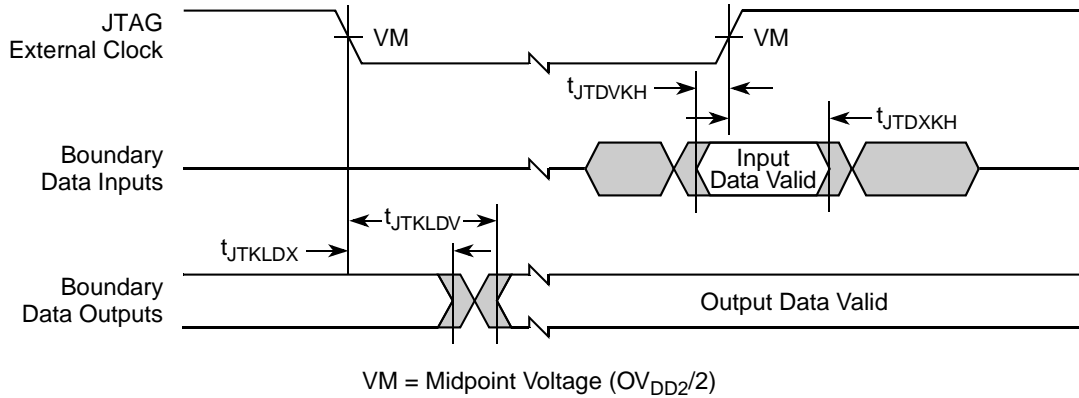 JTAG
External Clock
VM
VM
tJTDVKH
tJTDXKH
Boundary
Data Inputs
Input
Data Valid
tJTKLDV
tJTKLDX
Boundary
Data Outputs
Output Data Valid
VM = Midpoint Voltage (OVDD2/2)